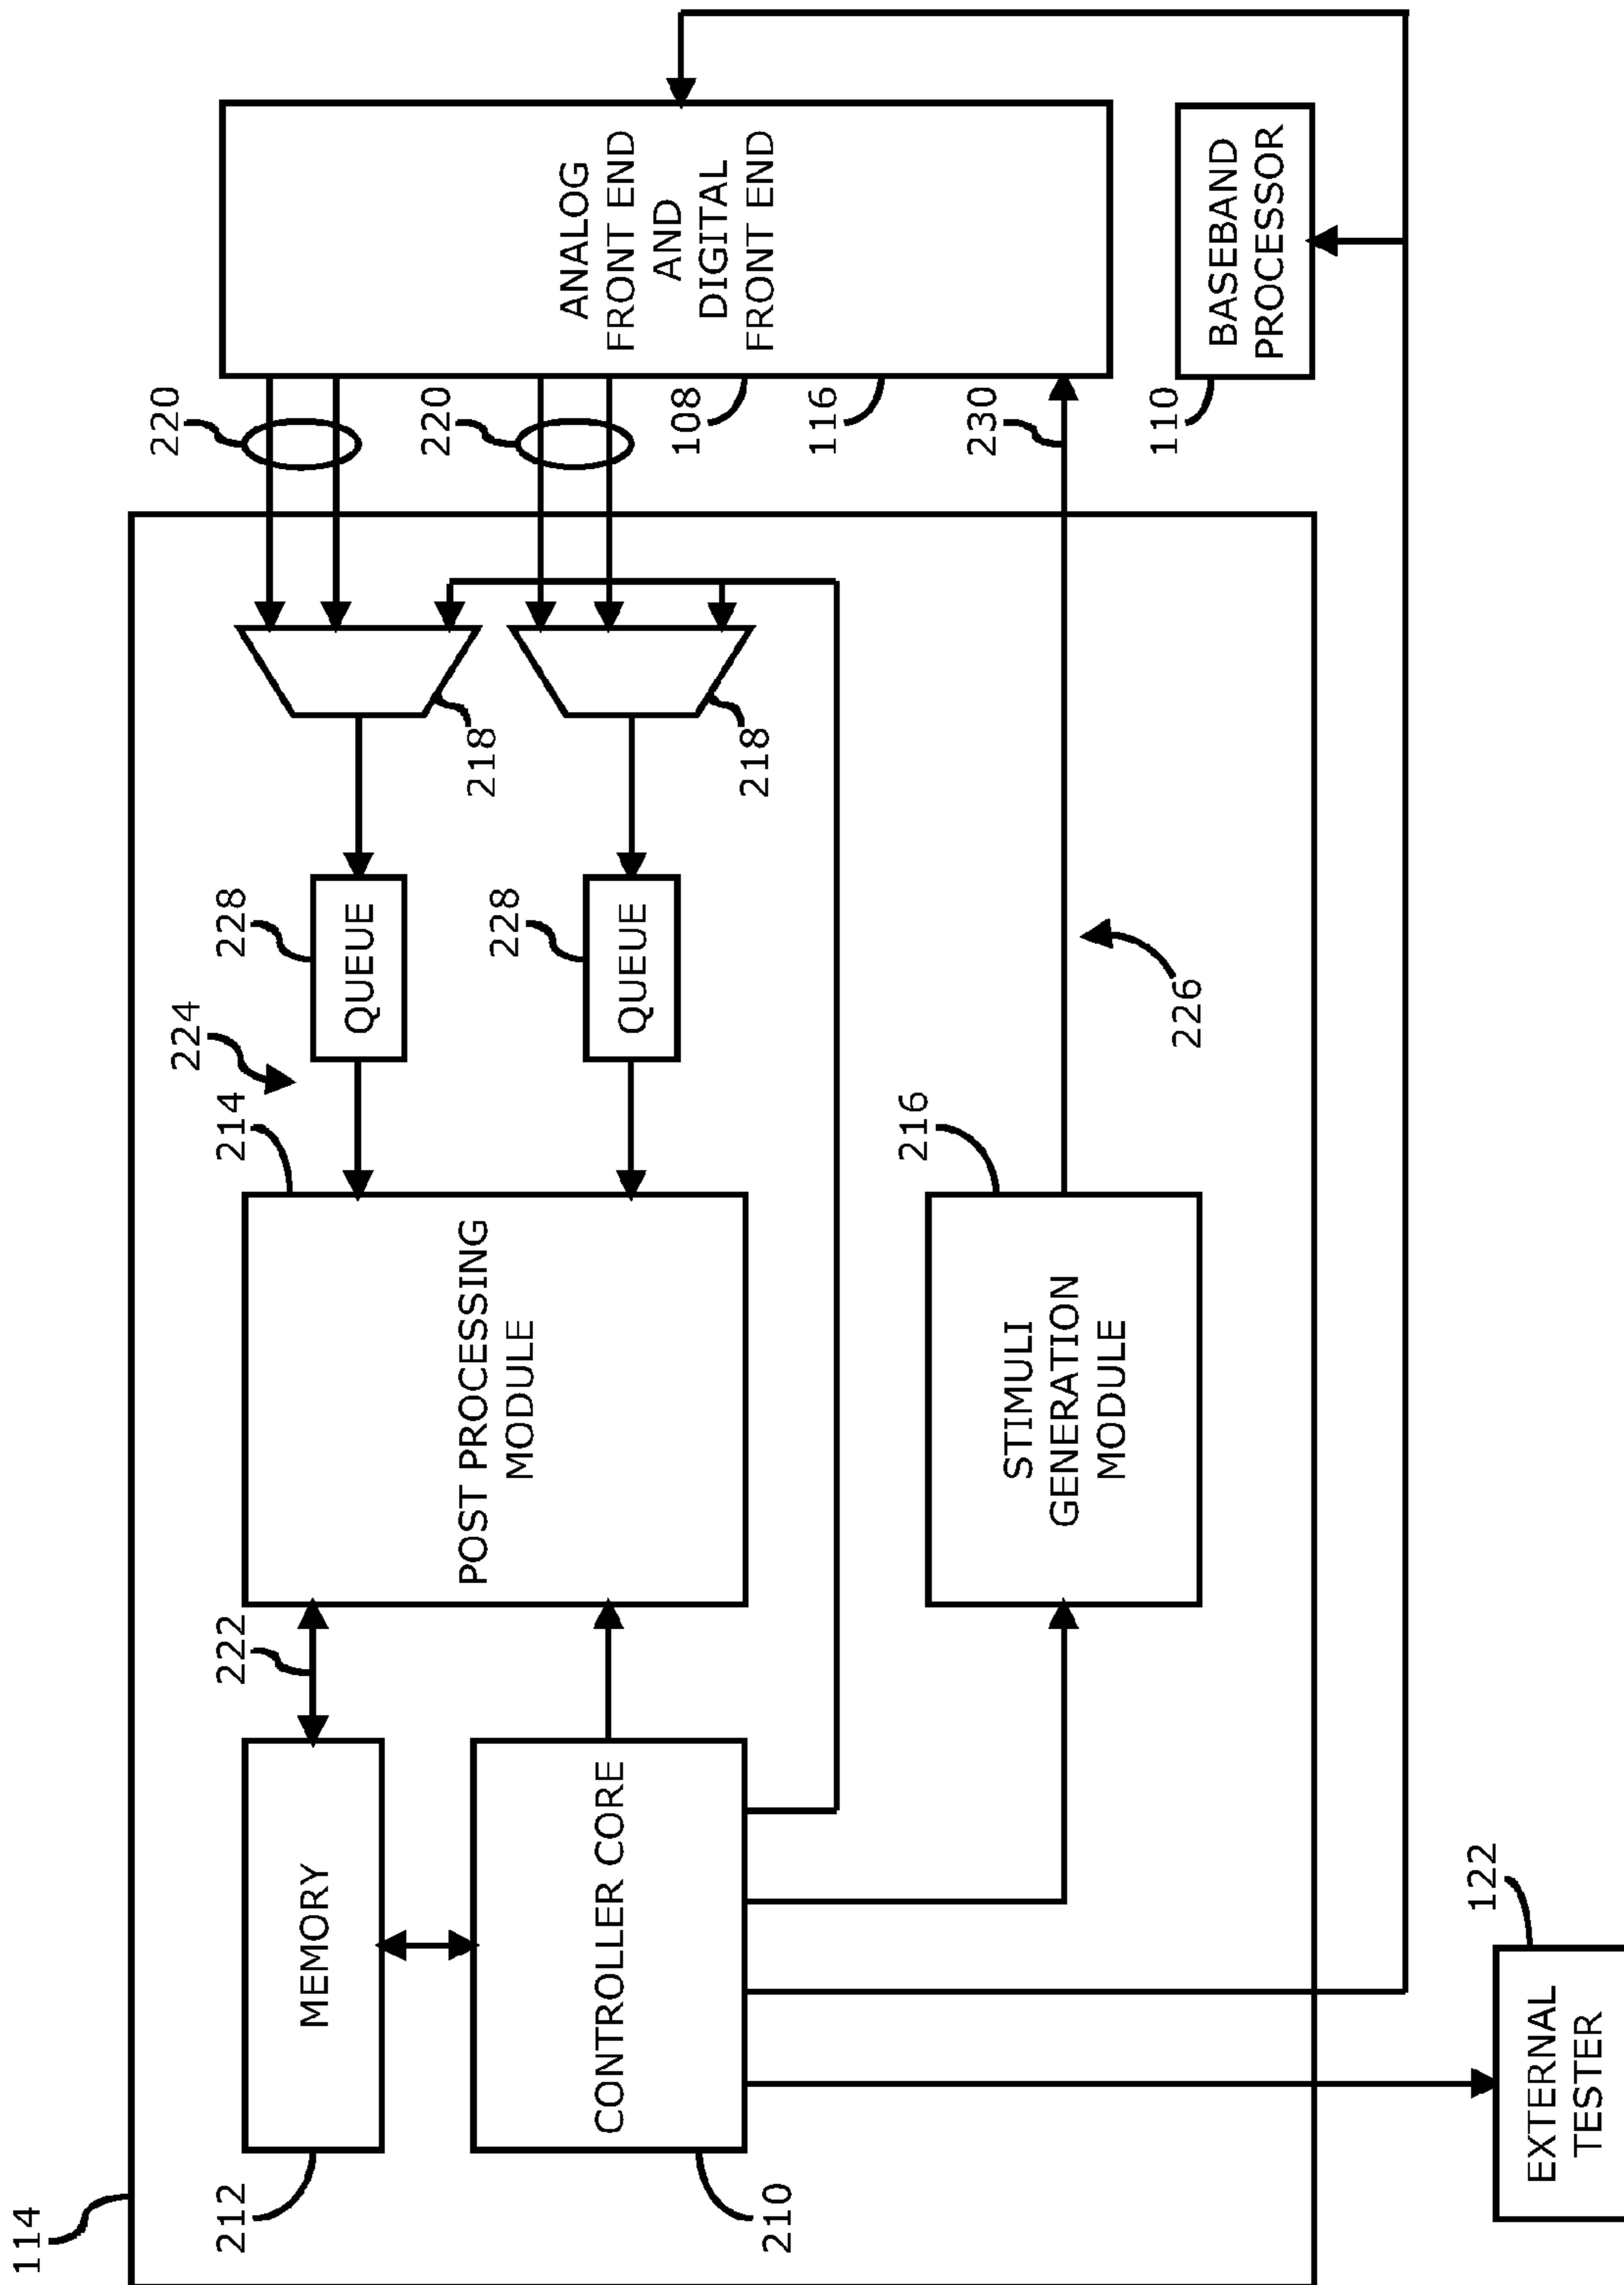 114
212
MEMORY
222
214
POST PROCESSING
MODULE
224
228
QUEUE
218
220
ANALOG
FRONT END
AND
DIGITAL
FRONT END
210
CONTROLLER CORE
228
QUEUE
218
220
108
116
216
STIMULI
GENERATION
MODULE
226
230
110
BASEBAND
PROCESSOR
122
EXTERNAL
TESTER